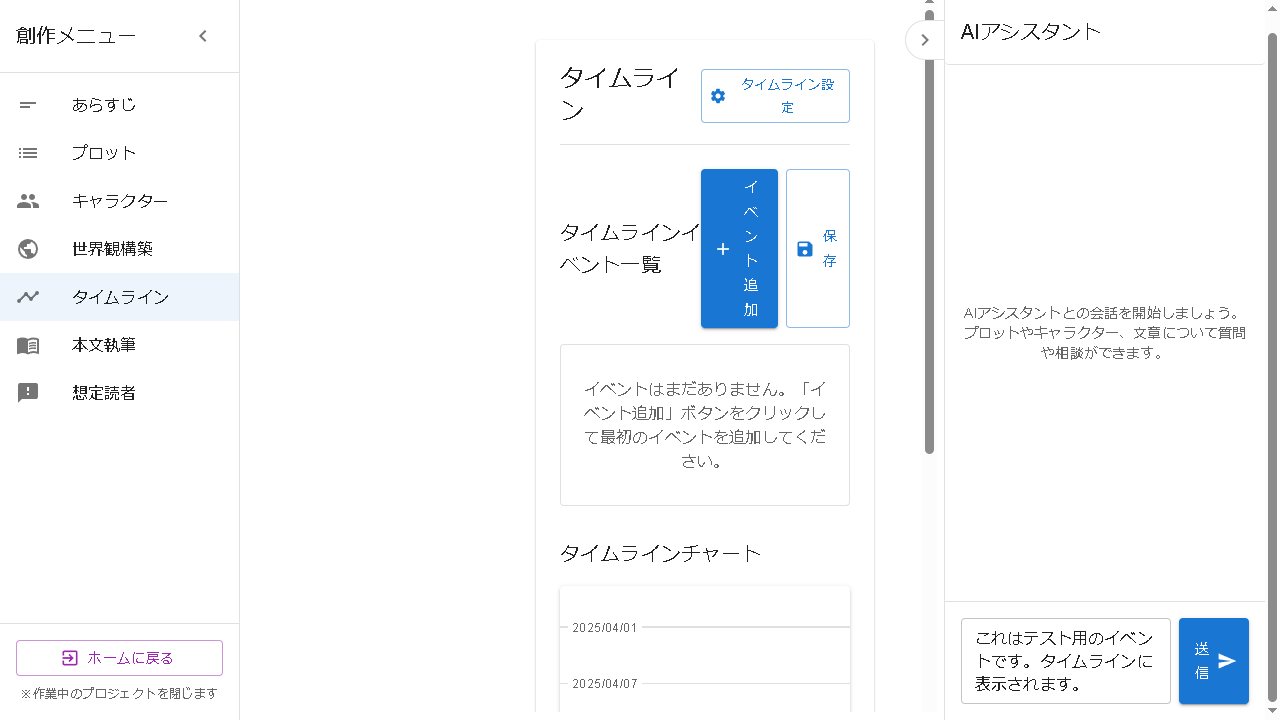 創作メニュー
あらすじ
プロット
キャラクター
世界観構築
タイムライン
本文執筆
想定読者
ホームに戻る
※作業中のプロジェクトを閉じます
タイムライ
ン
タイムライン設
定
タイムラインイ
ベント一覧
イ
ベ
ン
ト
追
加
保
存
イベントはまだありません。「イ
ベント追加」ボタンをクリックし
て最初のイベントを追加してくだ
さい。
タイムラインチャート
2025/04/01
2025/04/07
AIアシスタント
AIアシスタントとの会話を開始しましょう。
プロットやキャラクター、文章について質問
や相談ができます。
これはテスト用のイベン
トです。タイムラインに
表示されます。
送
信